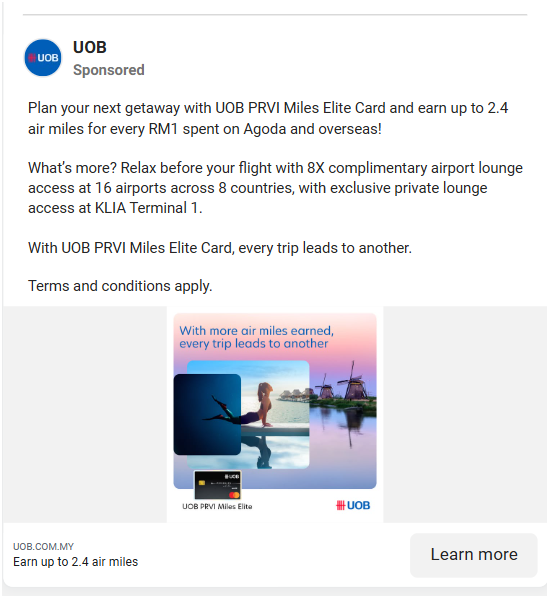 UOB
UOB
Sponsored
Plan your next getaway with UOB PRVI Miles Elite Card and earn up to 2.4
air miles for every RM1 spent on Agoda and overseas!
What’s more? Relax before your flight with 8X complimentary airport lounge
access at 16 airports across 8 countries, with exclusive private lounge
access at KLIA Terminal 1.
With UOB PRVI Miles Elite Card, every trip leads to another.
Terms and conditions apply.
With more air miles earned,
every trip leads to another
UOB
UOB PRVI Miles Elite
UOB
UOB.COM.MY
Earn up to 2.4 air miles
Learn more